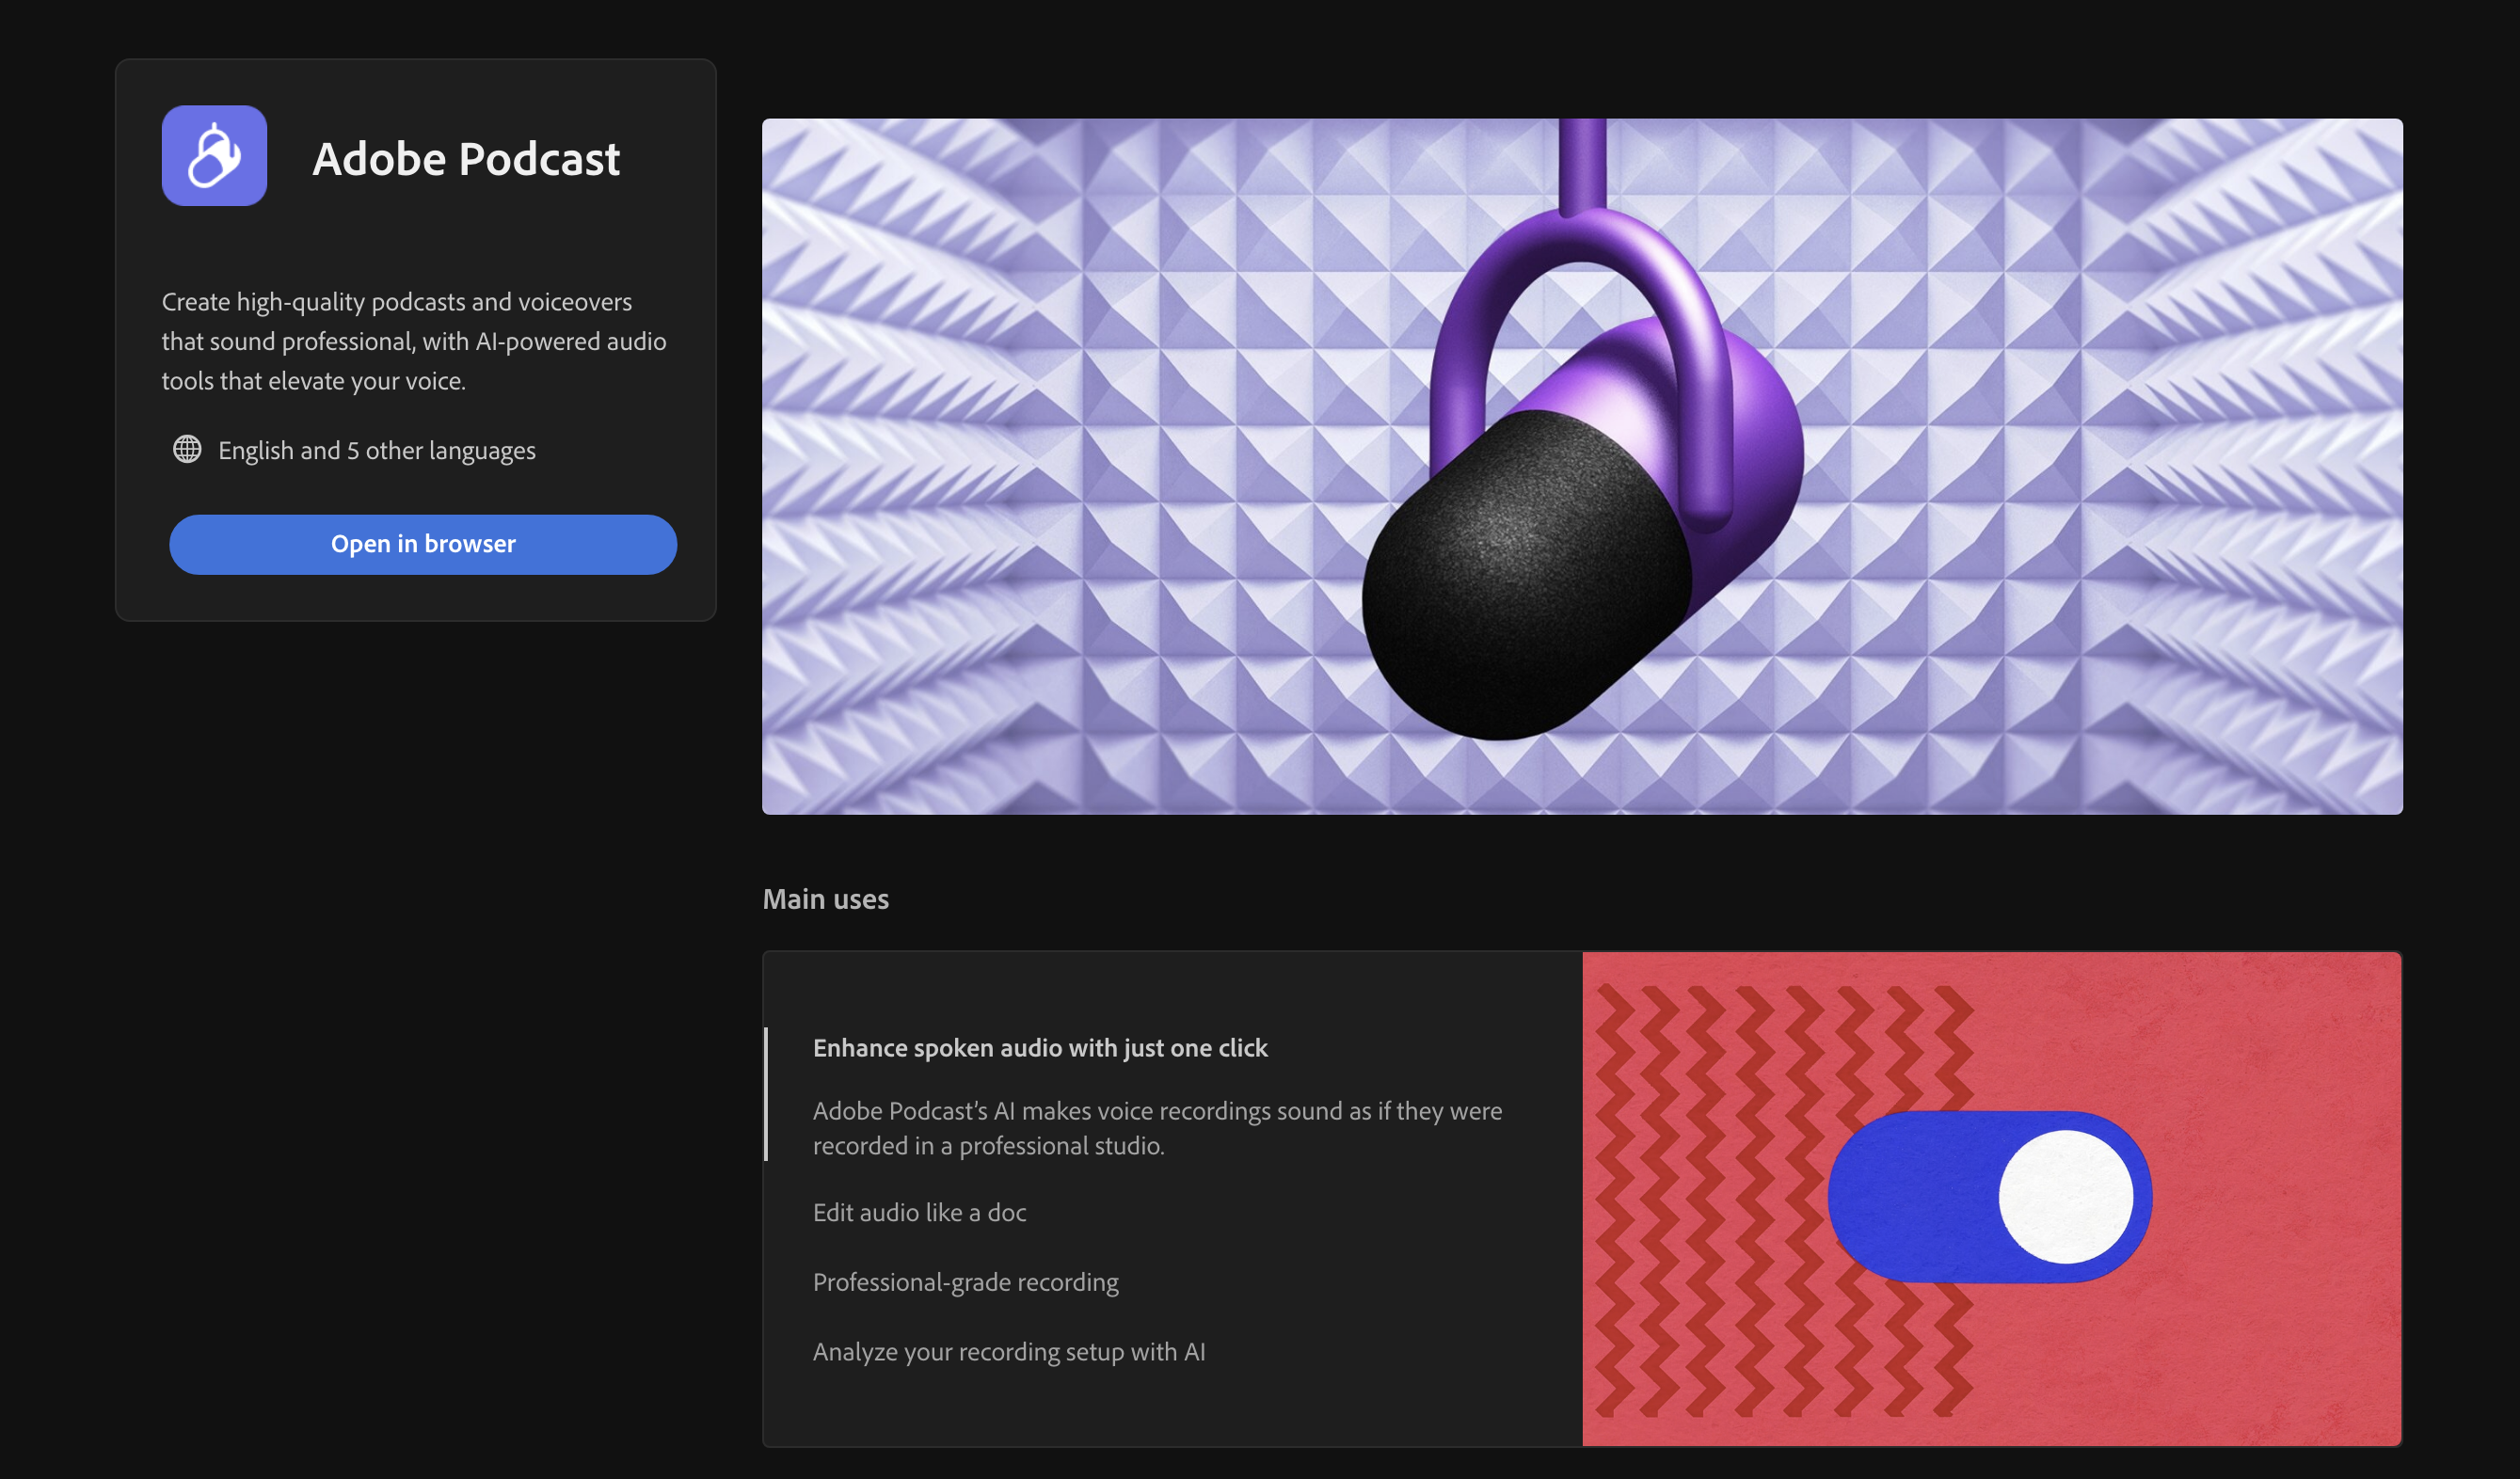 Adobe Podcast
Create high-quality podcasts and voiceovers
that sound professional, with AI-powered audio
tools that elevate your voice.
English and 5 other languages
Open in browser
Main uses
Enhance spoken audio with just one click
Adobe Podcast’s AI makes voice recordings sound as if they were
recorded in a professional studio.
Edit audio like a doc
Professional-grade recording
Analyze your recording setup with AI